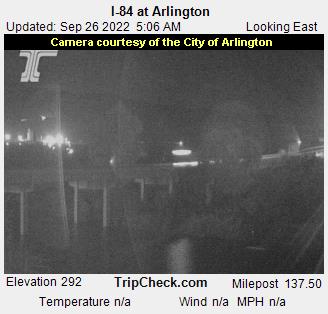 I-84 at Arlington
Updated: Sep 26 2022 5:06 AM Looking East
Camera courtesy of the City of Arlington
Elevation 292 TripCheck.com Milepost 137.50
Temperature n/a Wind n/a MPH n/a